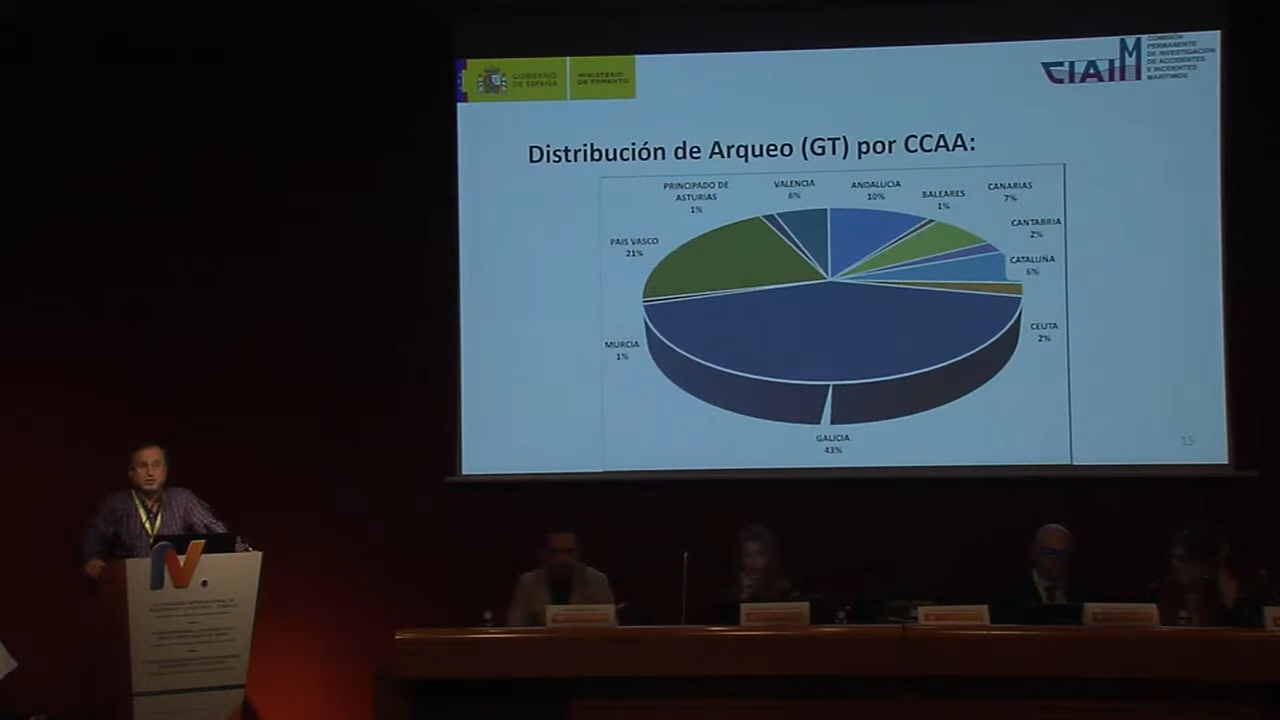 GOBIERNO
DE ESPAÑA
MINISTERIO
DE FOMENTO
CIAIM
COMISIÓN
PERMANENTE
DE INVESTIGACIÓN
DE ACCIDENTES
E INCIDENTES
MARÍTIMOS
Distribución de Arqueo (GT) por CCAA:
PRINCIPADO DE
ASTURIAS
1%
VALENCIA
6%
ANDALUCIA
10%
BALEARES
1%
CANARIAS
7%
CANTABRIA
2%
CATALUÑA
6%
PAIS VASCO
21%
CEUTA
2%
MURCIA
1%
GALICIA
43%
15